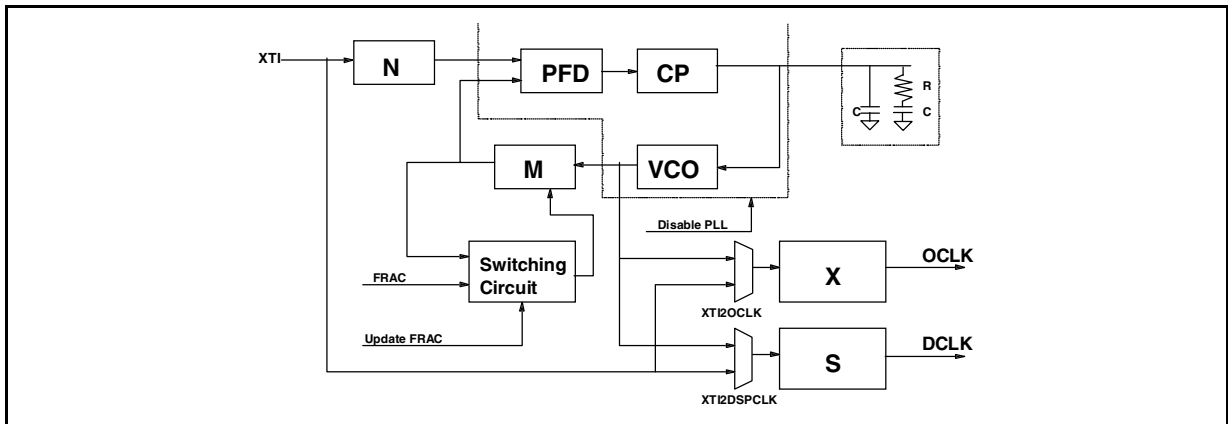 XTI
N
PFD
CP
R
C
C
M
VCO
Disable PLL
Switching
Circuit
FRAC
Update FRAC
X
OCLK
XTI2OCLK
S
DCLK
XTI2DSPCLK